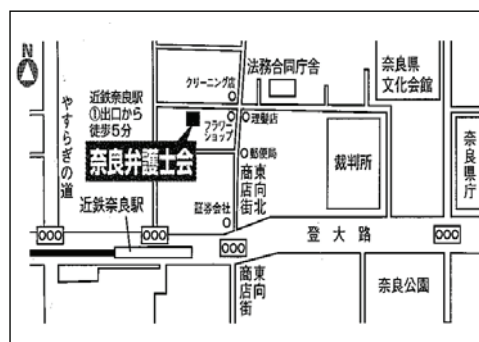 N
やすらぎの道
近鉄奈良駅
①出口から
徒歩5分
奈良弁護士会
近鉄奈良駅
クリーニング店
フラワー
ショップ
理髪店
郵便局
証券会社
東向北
商店街
東向
商店街
法務合同庁舎
裁判所
奈良県
文化会館
奈良県庁
登大路
奈良公園